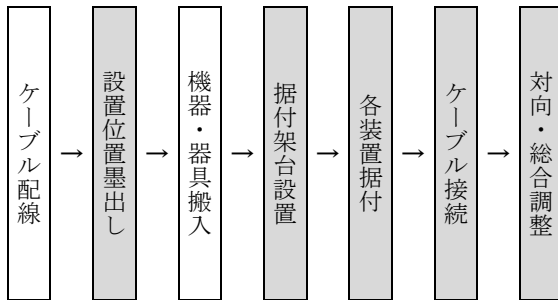 ケーブル配線
→
設置位置墨出し
→
機器・器具搬入
→
据付架台設置
→
各装置据付
→
ケーブル接続
→
対向・総合調整